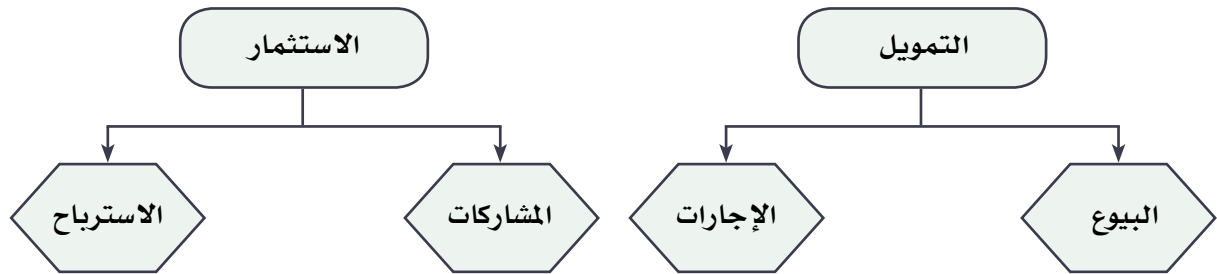 التمويل
الاستثمار
البيوع
الإجارات
المشاركات
الاسترباح